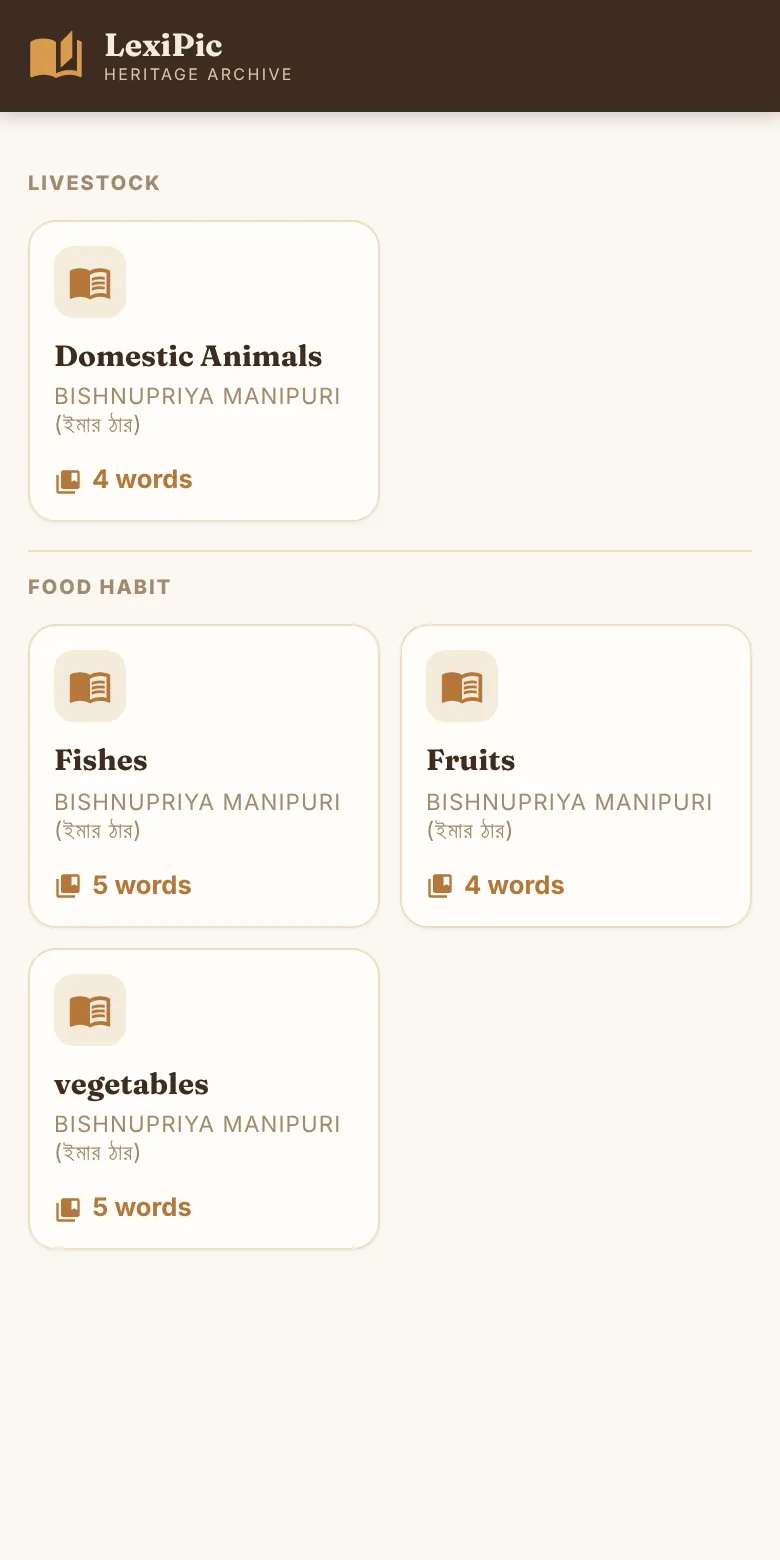 LexiPic
HERITAGE ARCHIVE
LIVESTOCK
Domestic Animals
BISHNUPRIYA MANIPURI
(ইমার ঠার)
4 words
FOOD HABIT
Fishes
BISHNUPRIYA MANIPURI
(ইমার ঠার)
5 words
Fruits
BISHNUPRIYA MANIPURI
(ইমার ঠার)
4 words
vegetables
BISHNUPRIYA MANIPURI
(ইমার ঠার)
5 words